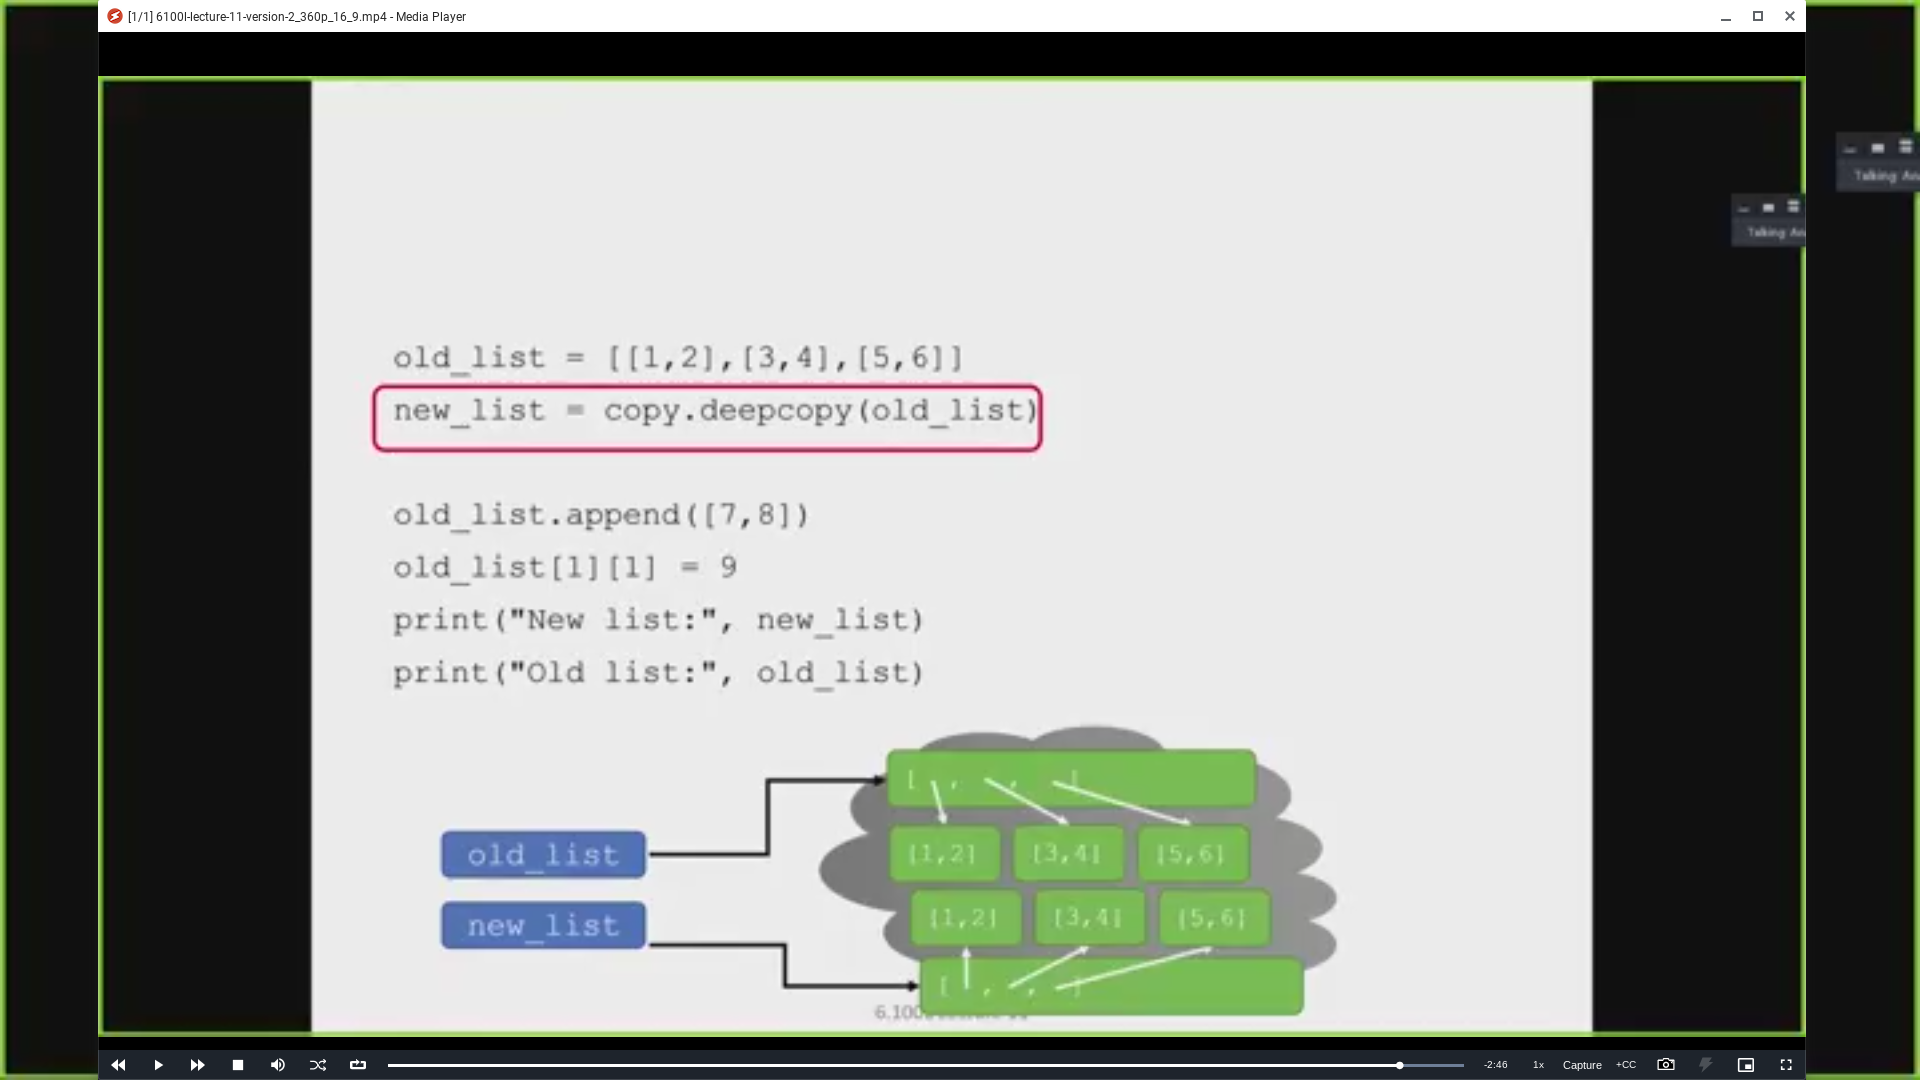 [1/1] 6100l-lecture-11-version-2_360p_16_9.mp4 - Media Player
Talking: An
Talking: An
old_list = [[1,2],[3,4],[5,6]]
new_list = copy.deepcopy(old_list)
old_list.append([7,8])
old_list[1][1] = 9
print("New list:", new_list)
print("Old list:", old_list)
[ , , ]
old_list
[1,2] [3,4] [5,6]
new_list
[1,2] [3,4] [5,6]
[ , , ]
-2:46 1x Capture +CC